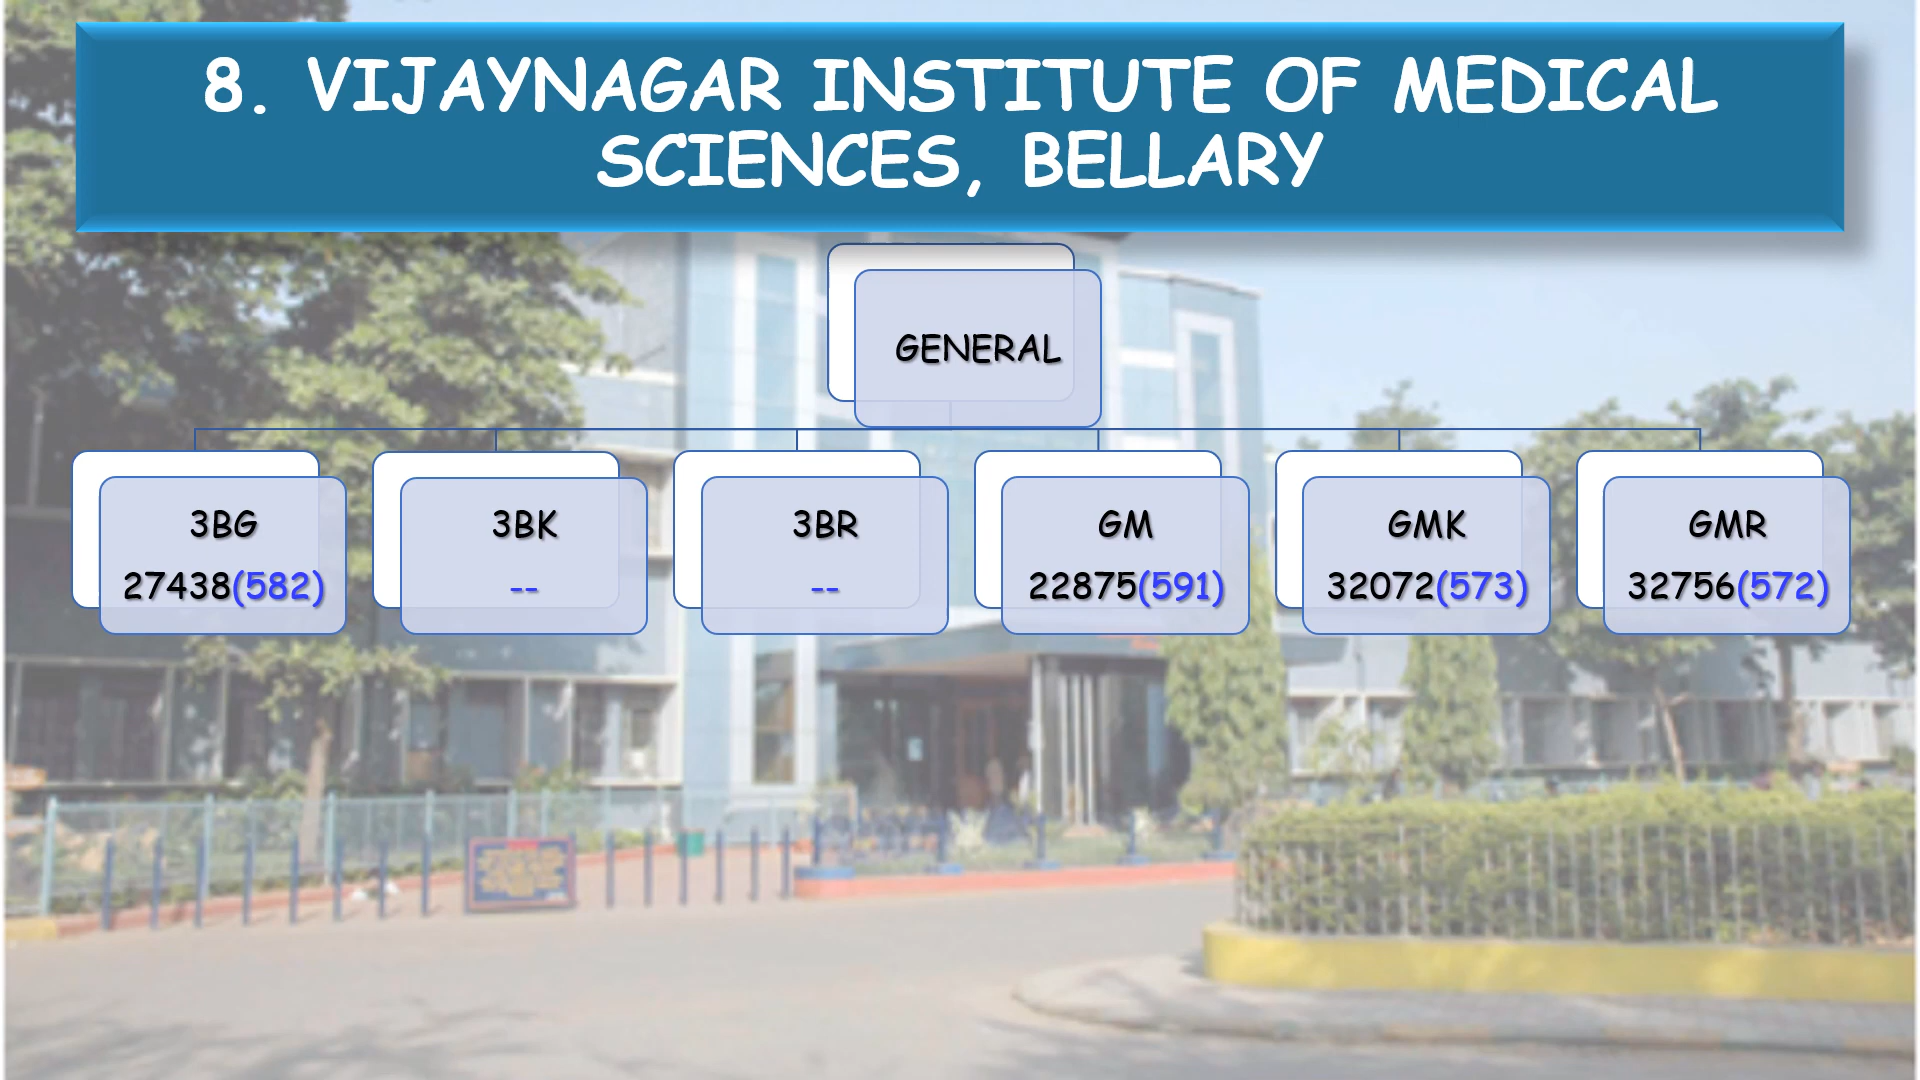 8. VIJAYNAGAR INSTITUTE OF MEDICAL
SCIENCES, BELLARY
GENERAL
3BG
27438(582)
3BK
--
3BR
--
GM
22875(591)
GMK
32072(573)
GMR
32756(572)